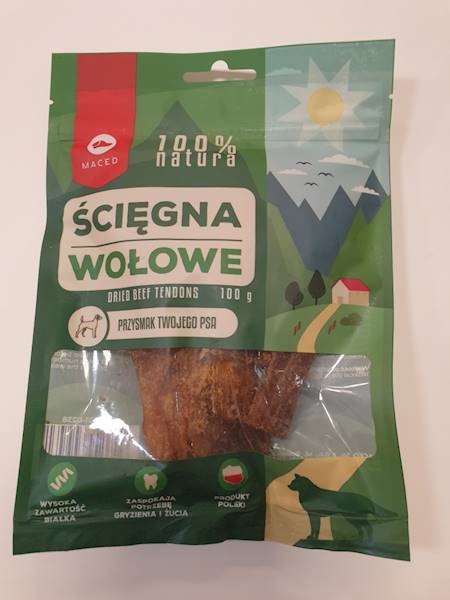 MACED
100%
natura
ŚCIĘGNA
WOŁOWE
DRIED BEEF TENDONS 100 g
PRZYSMAK TWOJEGO PSA
WYSOKA
ZAWARTOŚĆ
BIAŁKA
ZASPOKAJA
POTRZEBĘ
GRYZIENIA I ŻUCIA
PRODUKT
POLSKI